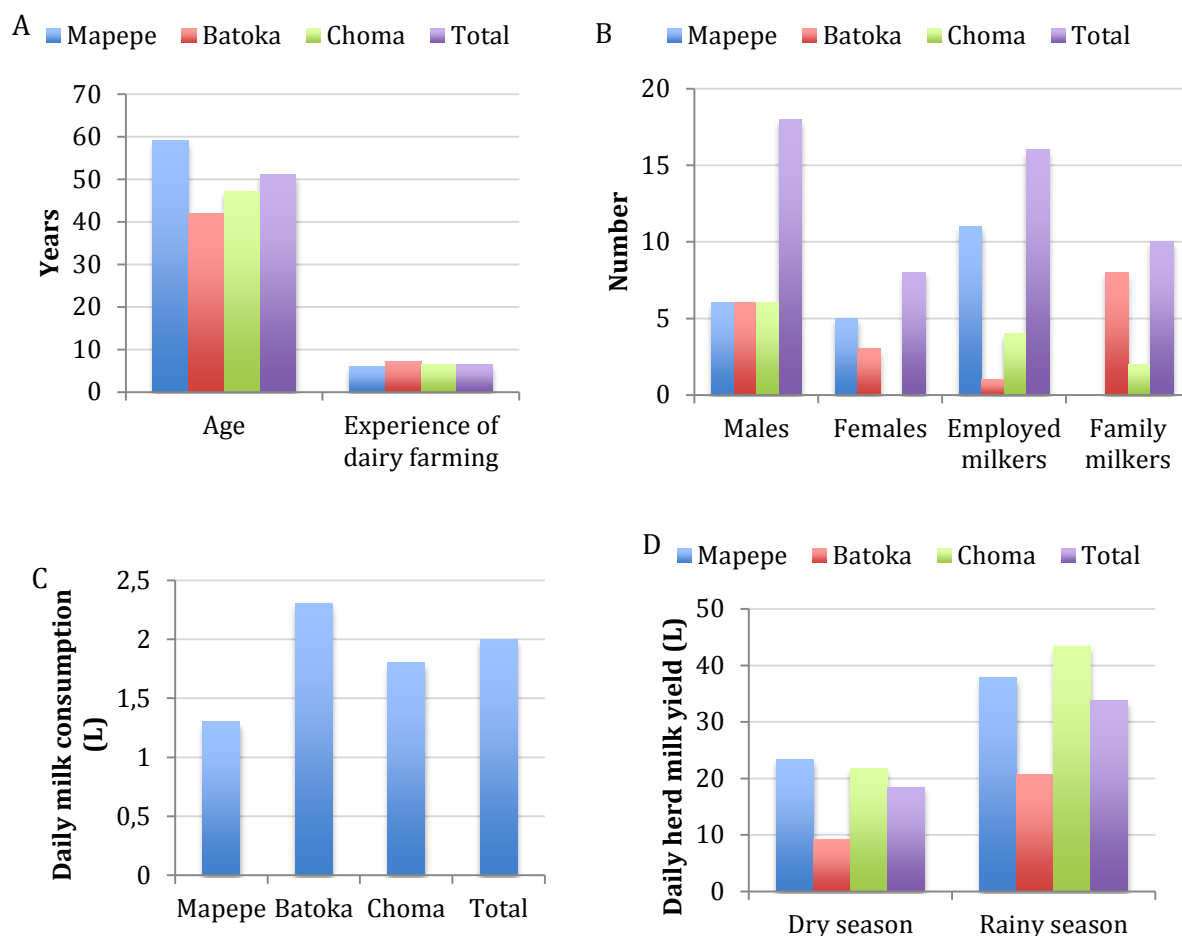 A
Mapepe Batoka Choma Total
Years
70
60
50
40
30
20
10
0
Age
Experience of
dairy farming
B
Mapepe Batoka Choma Total
Number
20
15
10
5
0
Males
Females
Employed
milkers
Family
milkers
C
Daily milk consumption
(L)
2,5
2
1,5
1
0,5
0
Mapepe Batoka Choma Total
D
Mapepe Batoka Choma Total
Daily herd milk yield (L)
50
40
30
20
10
0
Dry season
Rainy season